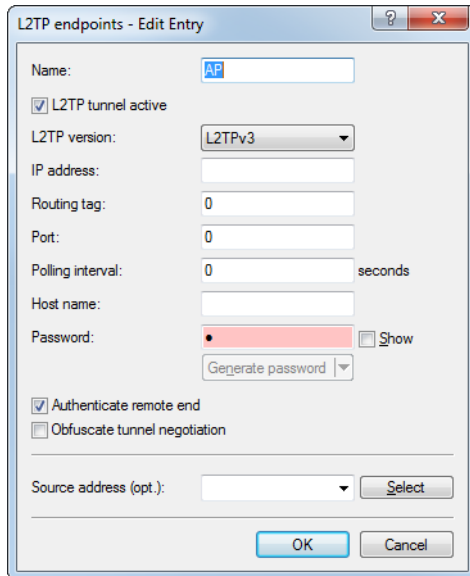 L2TP endpoints - Edit Entry
Name: AP
L2TP tunnel active
L2TP version: L2TPv3
IP address:
Routing tag: 0
Port: 0
Polling interval: 0 seconds
Host name:
Password: ● Show
Generate password
Authenticate remote end
Obfuscate tunnel negotiation
Source address (opt.): Select
OK Cancel